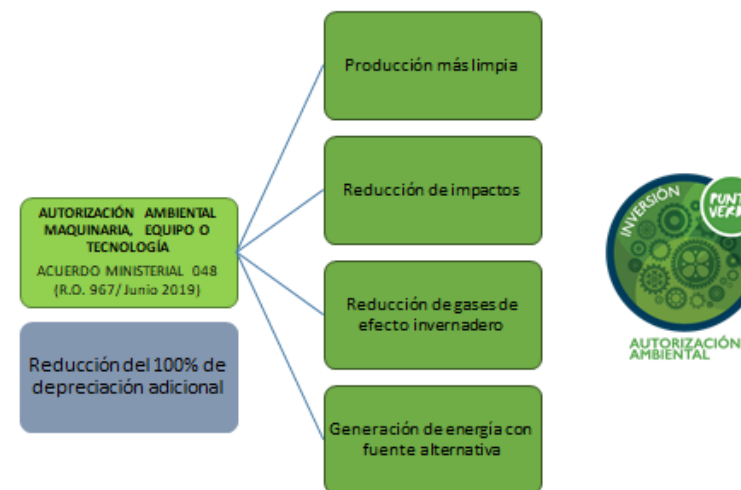 Producción más limpia
Reducción de impactos
AUTORIZACIÓN AMBIENTAL
MAQUINARIA, EQUIPO O
TECNOLOGÍA
ACUERDO MINISTERIAL 048
(R.O. 967/Junio 2019)
Reducción de gases de
efecto invernadero
Reducción del 100% de
depreciación adicional
Generación de energía con
fuente alternativa
INVERSIÓN
AUTORIZACIÓN
AMBIENTAL